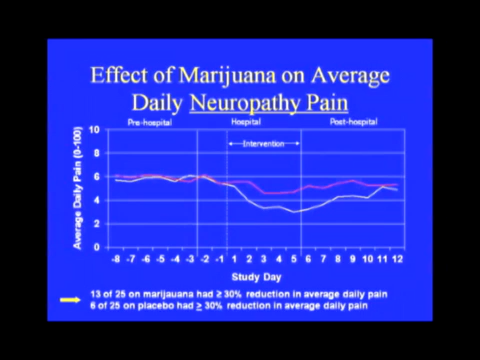 Effect of Marijuana on Average
Daily Neuropathy Pain
Pre-hospital Hospital Post-hospital
Intervention
Average Daily Pain (0-100)
10
8
6
4
2
0
-8 -7 -6 -5 -4 -3 -2 -1 1 2 3 4 5 6 7 8 9 10 11 12
Study Day
13 of 25 on marijauana had ≥ 30% reduction in average daily pain
6 of 25 on placebo had ≥ 30% reduction in average daily pain